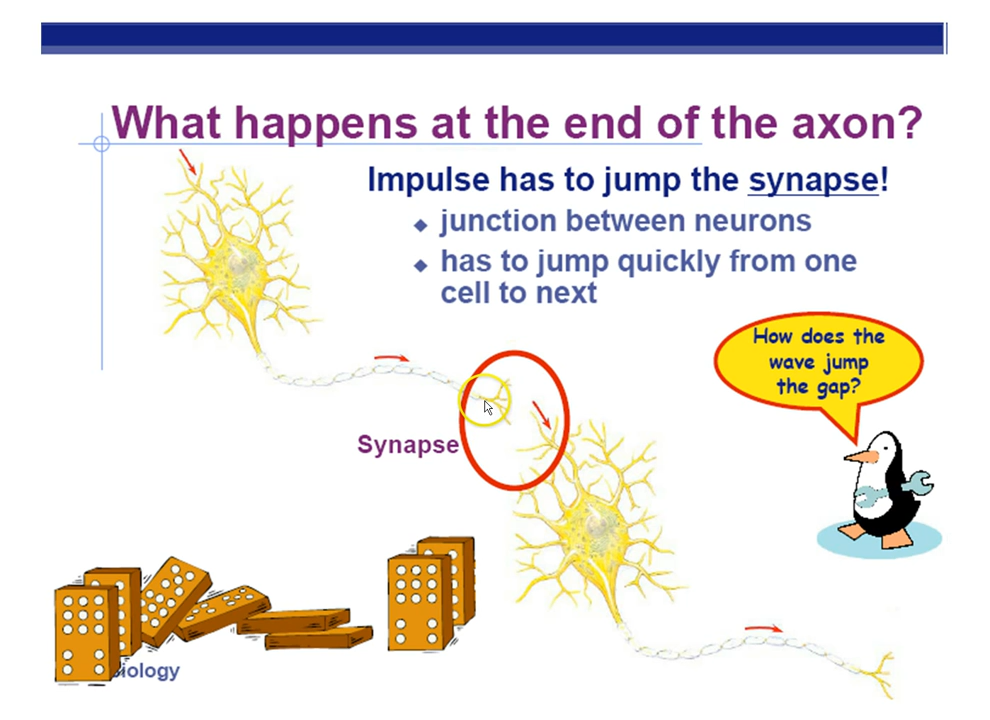 What happens at the end of the axon?
Impulse has to jump the synapse!
junction between neurons
has to jump quickly from one
cell to next
How does the
wave jump
the gap?
Synapse